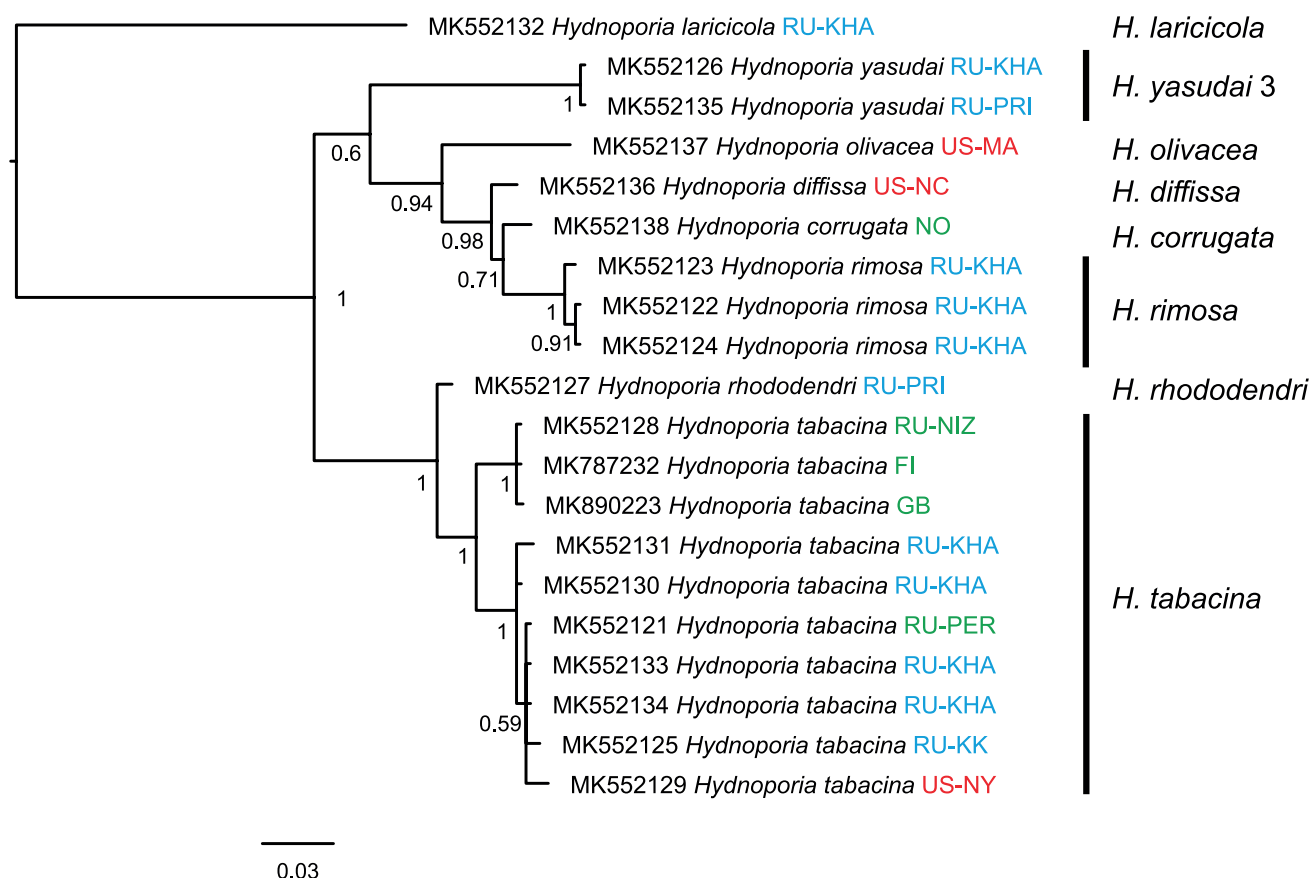 MK552132 Hydnoporia laricicola RU-KHA H. laricicola
MK552126 Hydnoporia yasudai RU-KHA
H. yasudai 3
1 MK552135 Hydnoporia yasudai RU-PRI
0.6
MK552137 Hydnoporia olivacea US-MA H. olivacea
MK552136 Hydnoporia diffissa US-NC H. diffissa
0.94
MK552138 Hydnoporia corrugata NO H. corrugata
0.98
MK552123 Hydnoporia rimosa RU-KHA
0.71
1
1 MK552122 Hydnoporia rimosa RU-KHA H. rimosa
0.91 MK552124 Hydnoporia rimosa RU-KHA
MK552127 Hydnoporia rhododendri RU-PRI H. rhododendri
MK552128 Hydnoporia tabacina RU-NIZ
MK787232 Hydnoporia tabacina FI
1
1
MK890223 Hydnoporia tabacina GB
MK552131 Hydnoporia tabacina RU-KHA
1
MK552130 Hydnoporia tabacina RU-KHA H. tabacina
1 MK552121 Hydnoporia tabacina RU-PER
MK552133 Hydnoporia tabacina RU-KHA
MK552134 Hydnoporia tabacina RU-KHA
0.59
MK552125 Hydnoporia tabacina RU-KK
MK552129 Hydnoporia tabacina US-NY
0.03